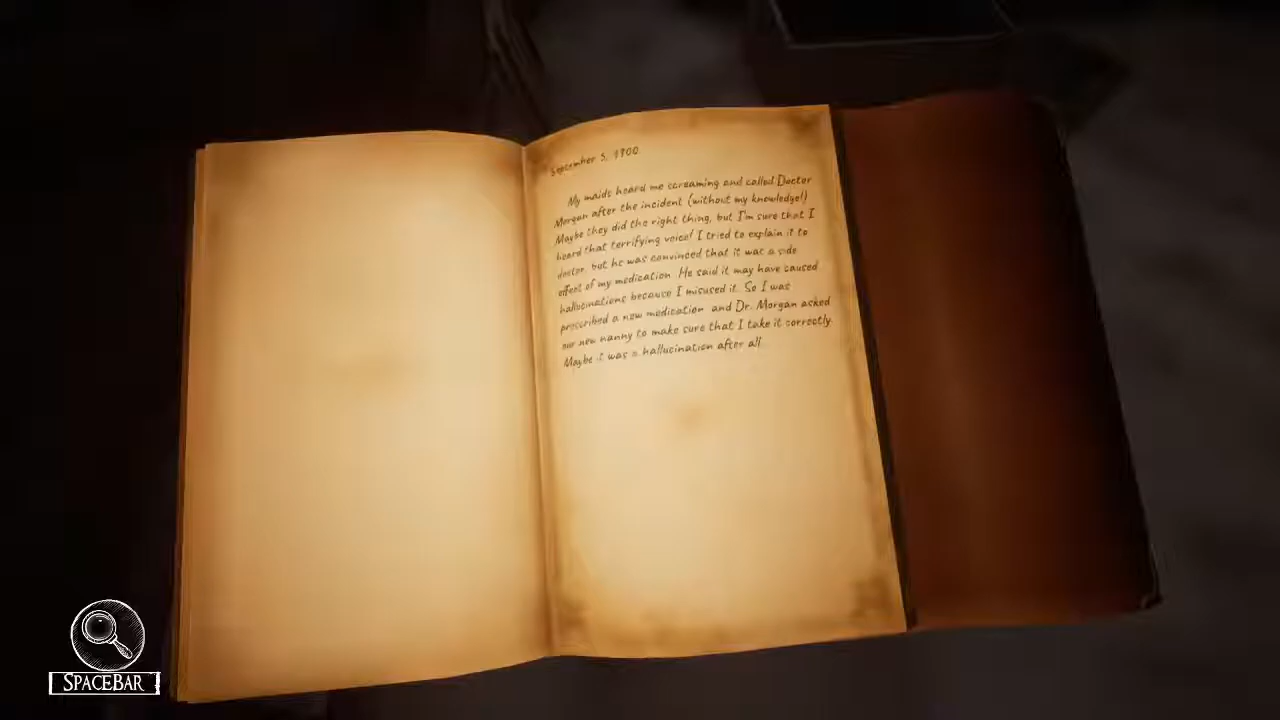 September 5, 1900
My maids heard me screaming and called Doctor
Morgan after the incident (without my knowledge!)
Maybe they did the right thing, but I'm sure that I
heard that terrifying voice! I tried to explain it to
doctor, but he was convinced that it was a side
effect of my medication. He said it may have caused
hallucinations because I misused it. So I was
prescribed a new medication and Dr. Morgan asked
our new nanny to make sure that I take it correctly.
Maybe it was a hallucination after all.
SPACEBAR